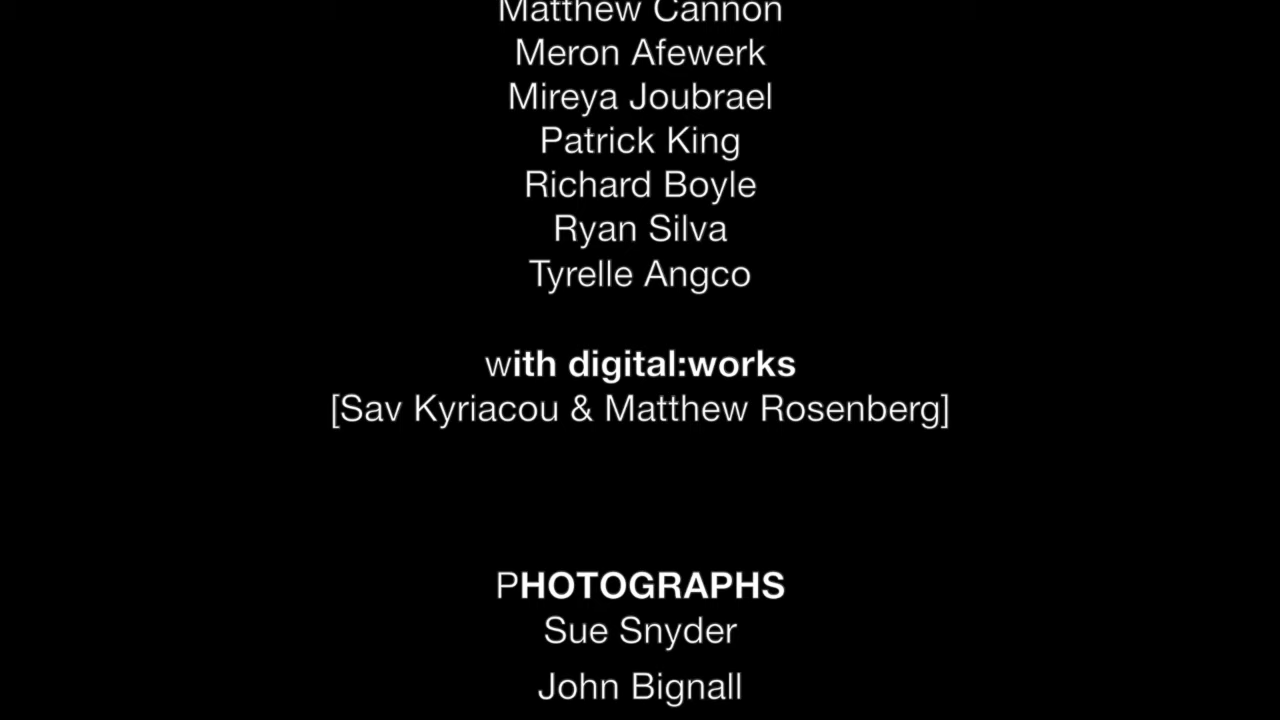 Matthew Cannon
Meron Afewerk
Mireya Joubrael
Patrick King
Richard Boyle
Ryan Silva
Tyrelle Angco
with digital:works
[Sav Kyriacou & Matthew Rosenberg]
PHOTOGRAPHS
Sue Snyder
John Bignall